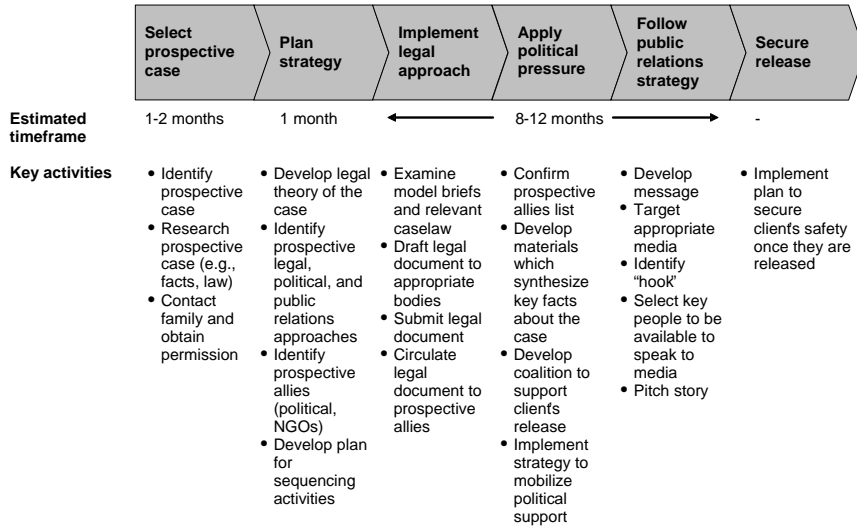 Select
prospective
case
Plan
strategy
Implement
legal
approach
Apply
political
pressure
Follow
public
relations
strategy
Secure
release
Estimated
timeframe
1-2 months
1 month
8-12 months
-
Key activities
• Identify
prospective
case
• Research
prospective
case (e.g.,
facts, law)
• Contact
family and
obtain
permission
• Develop legal
theory of the
case
• Identify
prospective
legal,
political, and
public
relations
approaches
• Identify
prospective
allies
(political,
NGOs)
• Develop plan
for
sequencing
activities
• Examine
model briefs
and relevant
caselaw
• Draft legal
document to
appropriate
bodies
• Submit legal
document
• Circulate
legal
document to
prospective
allies
• Confirm
prospective
allies list
• Develop
materials
which
synthesize
key facts
about the
case
• Develop
coalition to
support
client's
release
• Implement
strategy to
mobilize
political
support
• Develop
message
• Target
appropriate
media
• Identify
“hook”
• Select key
people to be
available to
speak to
media
• Pitch story
• Implement
plan to
secure
client's safety
once they are
released